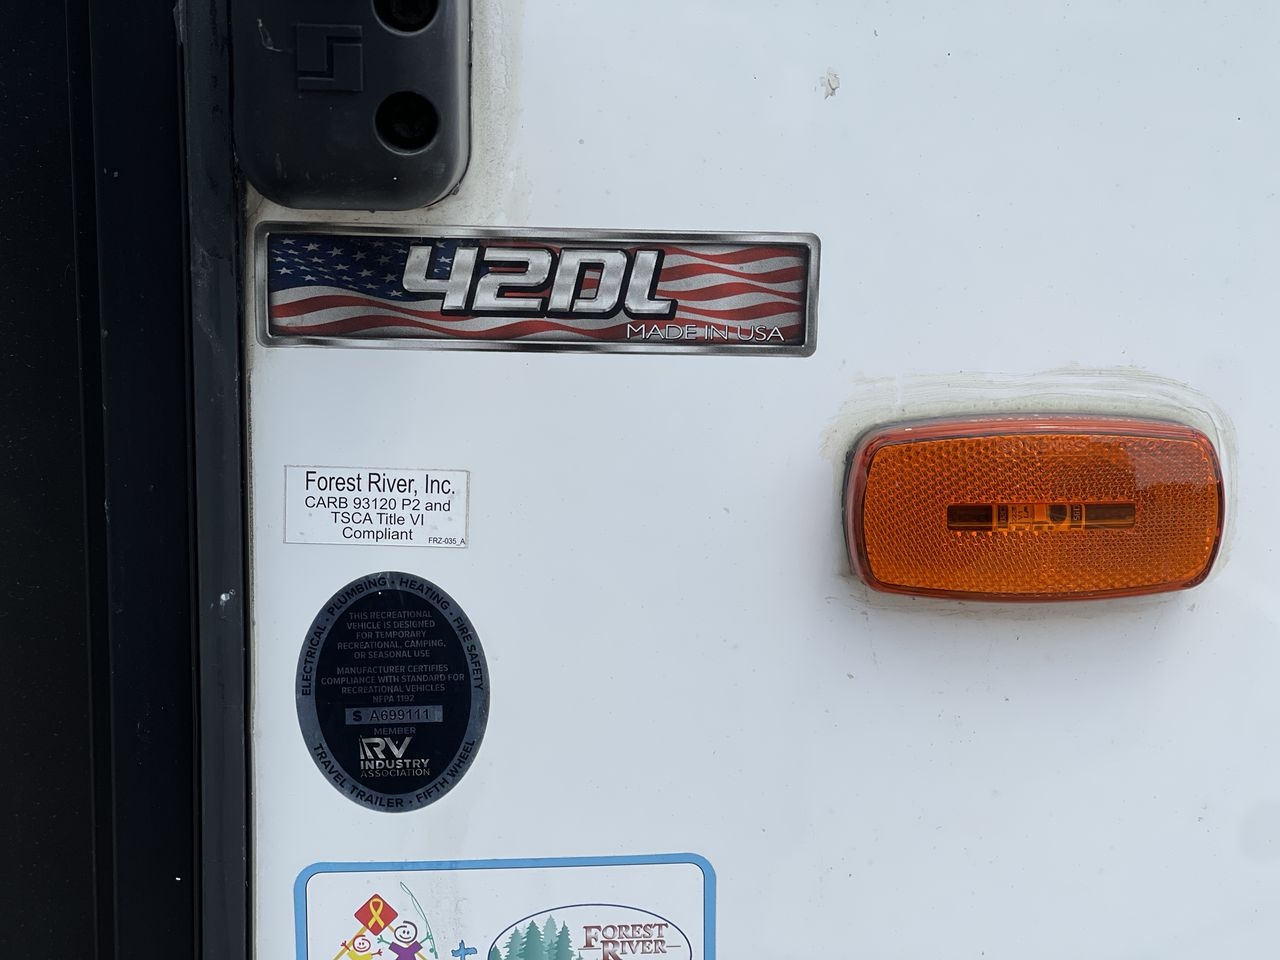 42DL
MADE IN USA
Forest River, Inc.
CARB 93120 P2 and
TSCA Title VI
Compliant
FRZ-035_A
ELECTRICAL · PLUMBING · HEATING · FIRE SAFETY
THIS RECREATIONAL
VEHICLE IS DESIGNED
FOR TEMPORARY
RECREATIONAL, CAMPING,
OR SEASONAL USE
MANUFACTURER CERTIFIES
COMPLIANCE WITH STANDARD FOR
RECREATIONAL VEHICLES
NFPA 1192
S A699111
MEMBER
RV
INDUSTRY
ASSOCIATION
TRAVEL TRAILER · FIFTH WHEEL
FOREST
RIVER